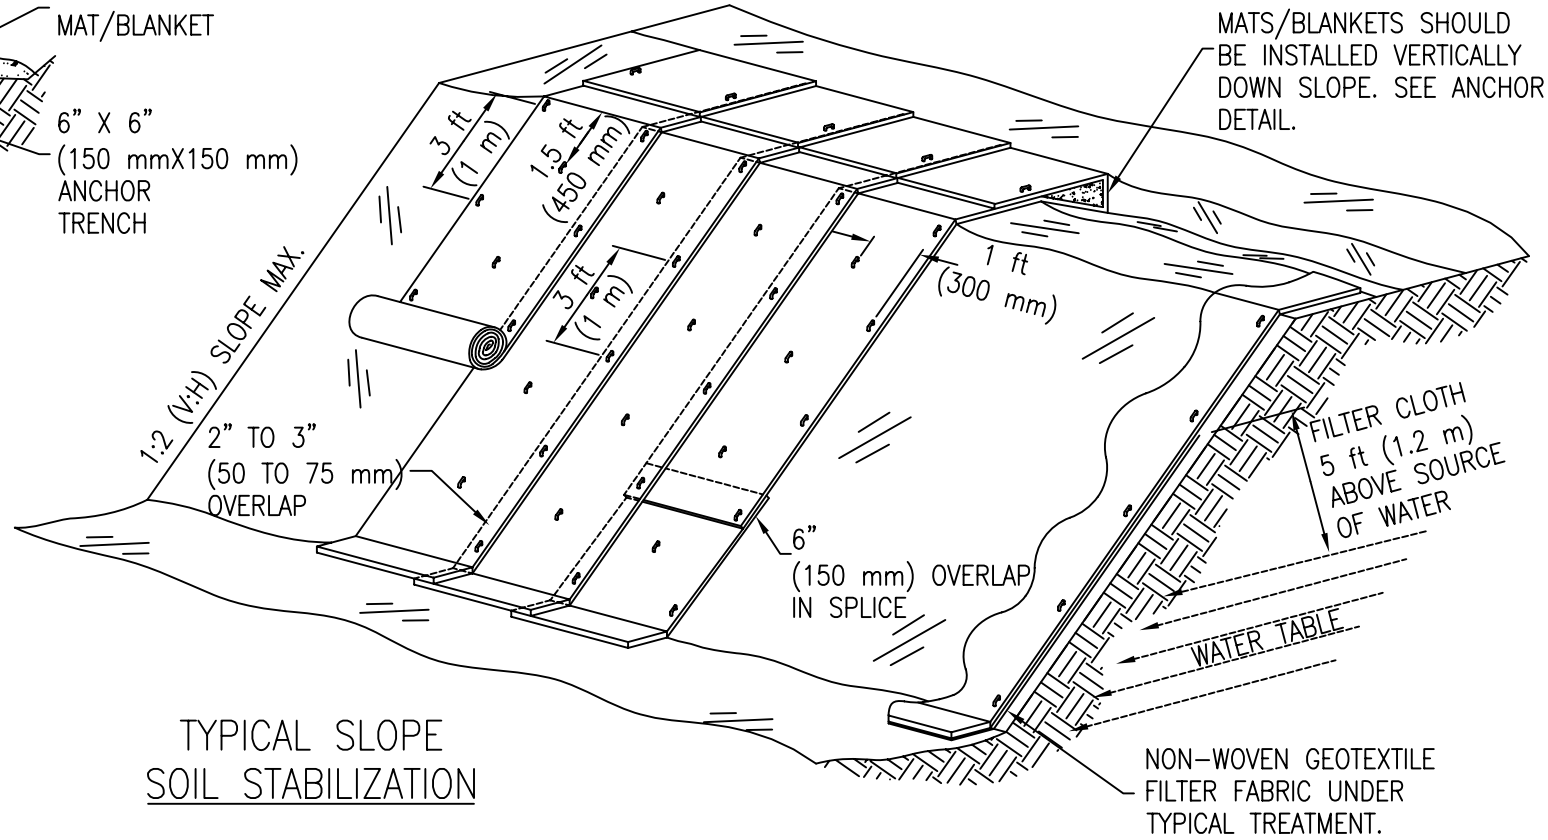 MAT/BLANKET
6" X 6"
(150 mmX150 mm)
ANCHOR
TRENCH
MATS/BLANKETS SHOULD
BE INSTALLED VERTICALLY
DOWN SLOPE. SEE ANCHOR
DETAIL.
3 ft
(1 m)
1.5 ft
(450 mm)
3 ft
(1 m)
1 ft
(300 mm)
1:2 (V:H) SLOPE MAX.
2" TO 3"
(50 TO 75 mm)
OVERLAP
6"
(150 mm) OVERLAP
IN SPLICE
FILTER CLOTH
5 ft (1.2 m)
ABOVE SOURCE
OF WATER
WATER TABLE
NON-WOVEN GEOTEXTILE
FILTER FABRIC UNDER
TYPICAL TREATMENT.
TYPICAL SLOPE
SOIL STABILIZATION